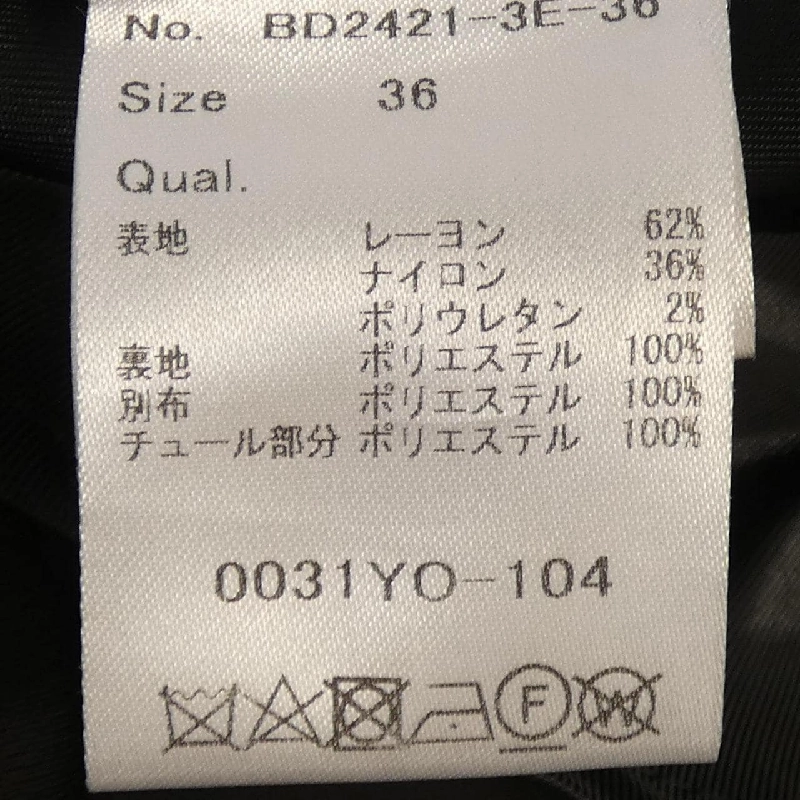 No. BD2421-3E-36
Size 36
Qual.
表地 レーヨン 62%
ナイロン 36%
ポリウレタン 2%
裏地 ポリエステル 100%
別布 ポリエステル 100%
チュール部分 ポリエステル 100%
0031YO-104
F W